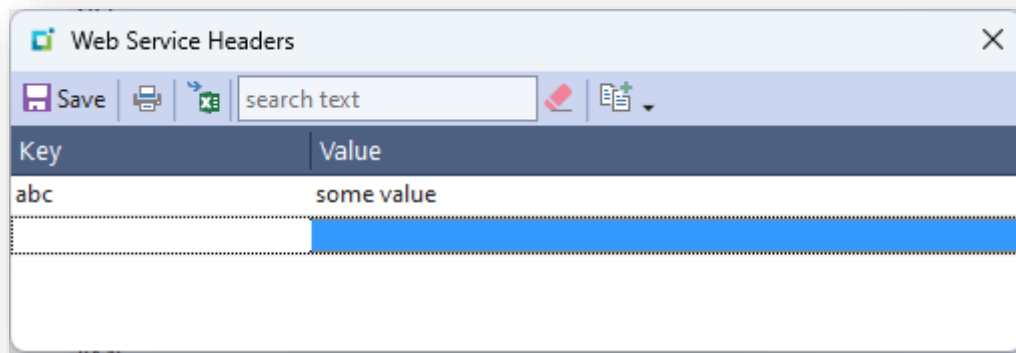 Web Service Headers
Save
search text
Key Value
abc some value